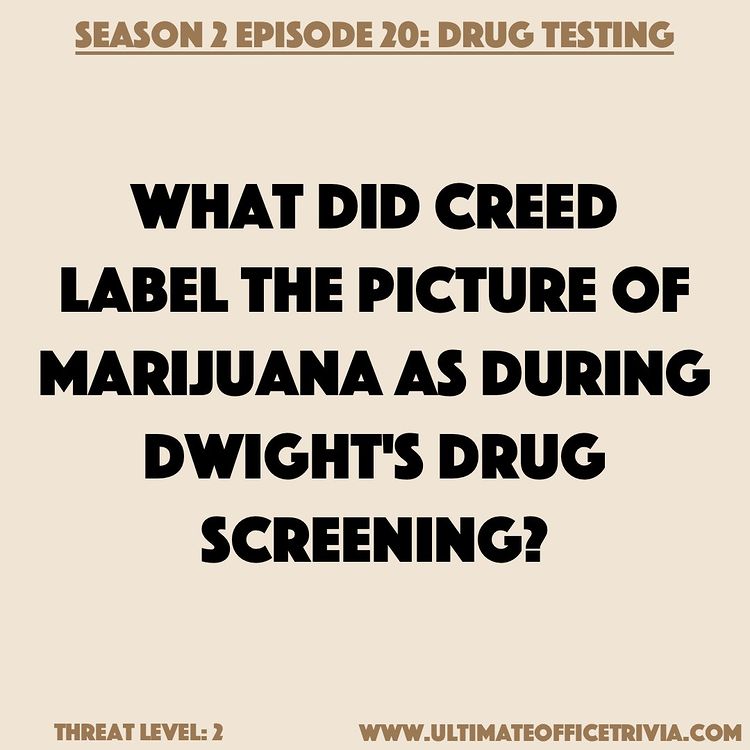 SEASON 2 EPISODE 20: DRUG TESTING
WHAT DID CREED
LABEL THE PICTURE OF
MARIJUANA AS DURING
DWIGHT'S DRUG
SCREENING?
THREAT LEVEL: 2
WWW.ULTIMATEOFFICETRIVIA.COM